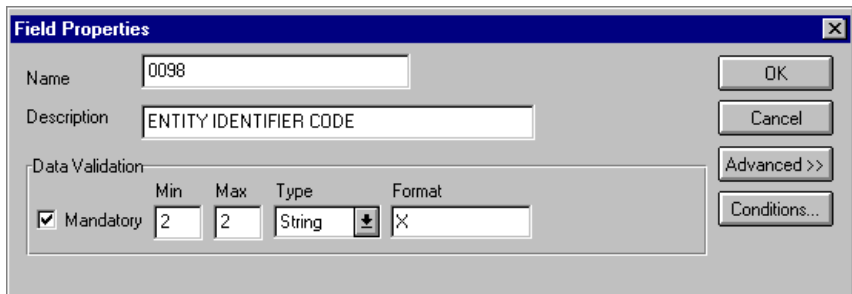 Field Properties
Name 0098 OK
Description ENTITY IDENTIFIER CODE Cancel
Data Validation Advanced >>
Min Max Type Format
Mandatory 2 2 String X Conditions...